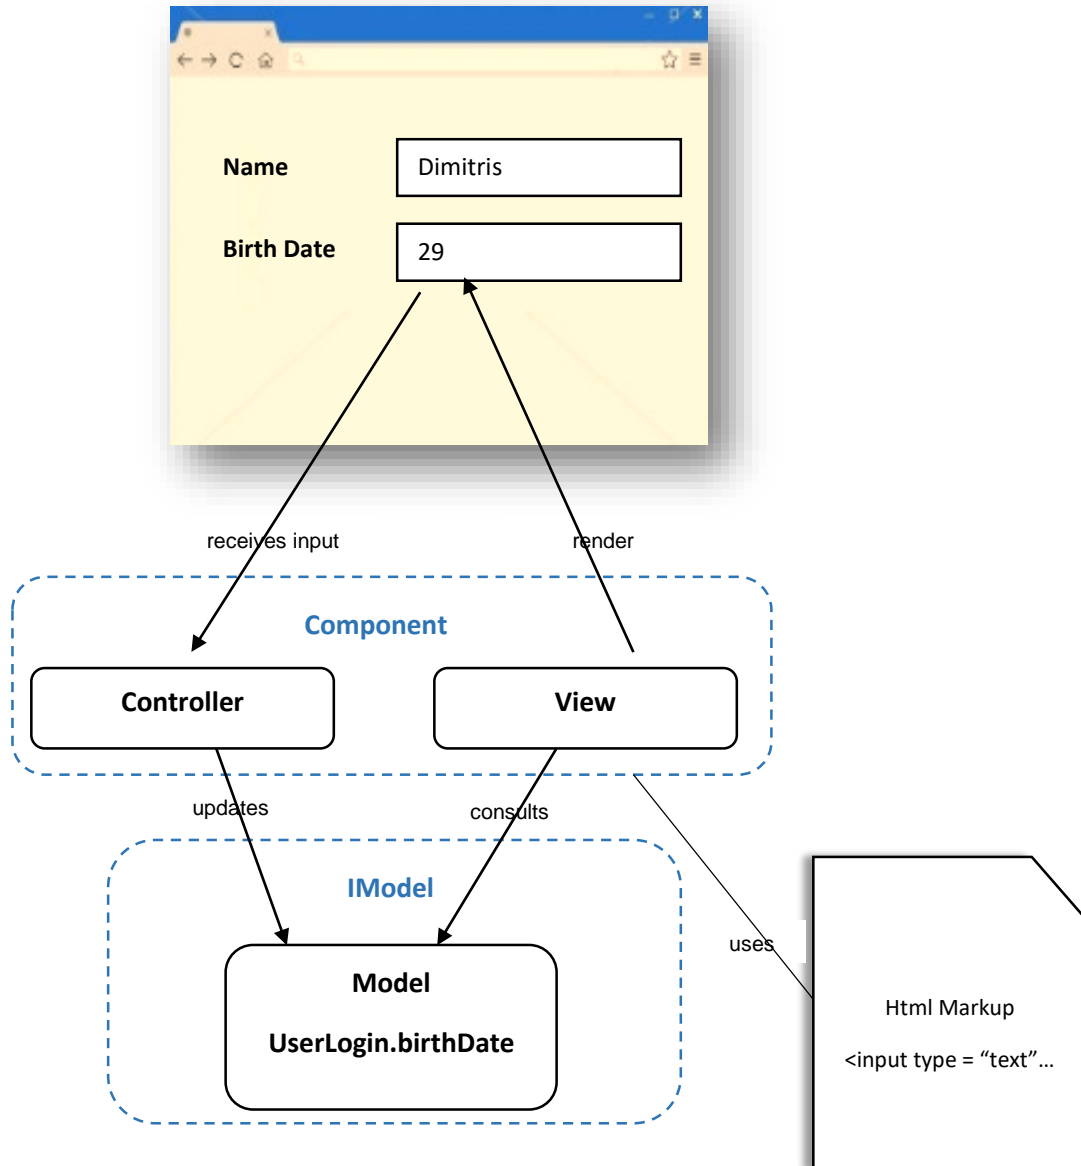 Name
Dimitris
Birth Date
29
receives input
render
Component
Controller
View
updates
consults
IModel
uses
Model
UserLogin.birthDate
Html Markup
<input type = “text”…